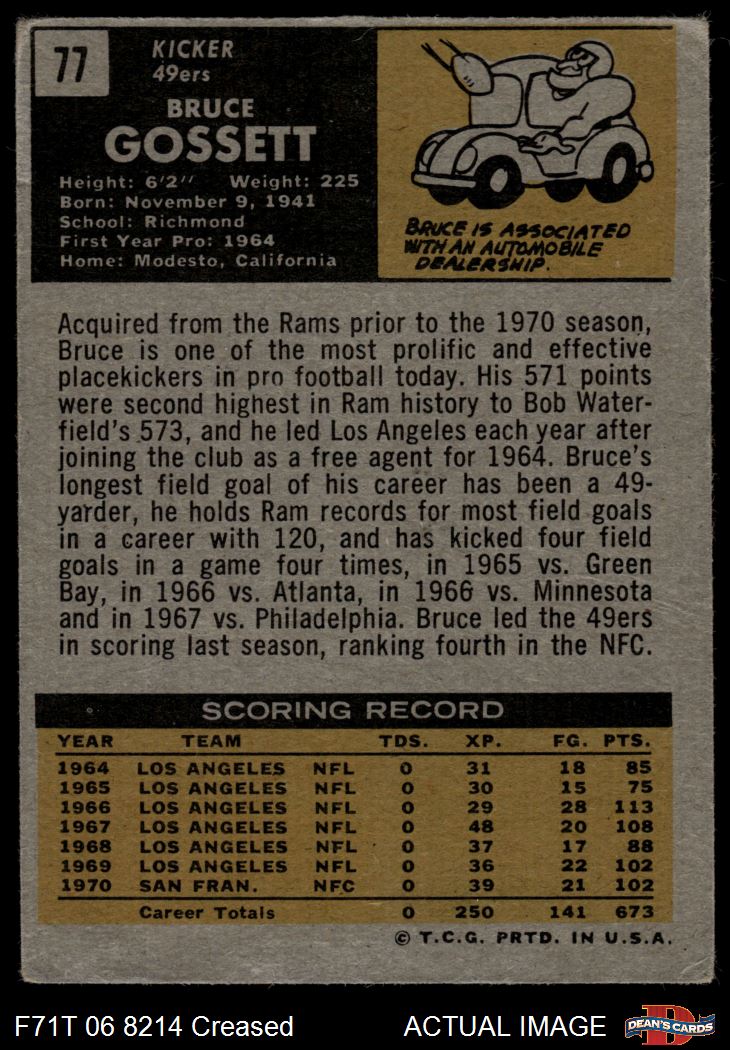 77
KICKER
49ers
BRUCE
GOSSETT
Height: 6'2" Weight: 225
Born: November 9, 1941
School: Richmond
First Year Pro: 1964
Home: Modesto, California
BRUCE IS ASSOCIATED
WITH AN AUTOMOBILE
DEALERSHIP.
Acquired from the Rams prior to the 1970 season,
Bruce is one of the most prolific and effective
placekickers in pro football today. His 571 points
were second highest in Ram history to Bob Water-
field's 573, and he led Los Angeles each year after
joining the club as a free agent for 1964. Bruce's
longest field goal of his career has been a 49-
yarder, he holds Ram records for most field goals
in a career with 120, and has kicked four field
goals in a game four times, in 1965 vs. Green
Bay, in 1966 vs. Atlanta, in 1966 vs. Minnesota
and in 1967 vs. Philadelphia. Bruce led the 49ers
in scoring last season, ranking fourth in the NFC.
SCORING RECORD
YEAR TEAM TDS. XP. FG. PTS.
1964 LOS ANGELES NFL 0 31 18 85
1965 LOS ANGELES NFL 0 30 15 75
1966 LOS ANGELES NFL 0 29 28 113
1967 LOS ANGELES NFL 0 48 20 108
1968 LOS ANGELES NFL 0 37 17 88
1969 LOS ANGELES NFL 0 36 22 102
1970 SAN FRAN. NFC 0 39 21 102
Career Totals 0 250 141 673
© T.C.G. PRTD. IN U.S.A.
F71T 06 8214 Creased ACTUAL IMAGE
D
DEAN'S CARDS